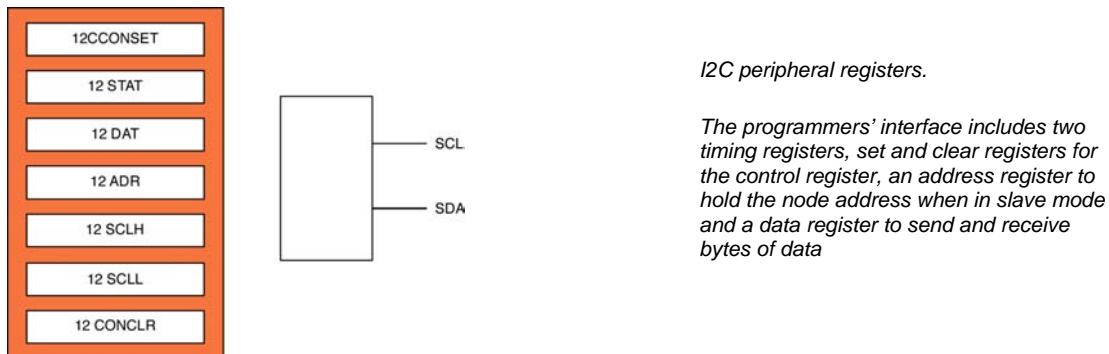 12CCONSET
12 STAT
12 DAT
12 ADR
12 SCLH
12 SCLL
12 CONCLR
SCL
SDA
I2C peripheral registers.
The programmers’ interface includes two
timing registers, set and clear registers for
the control register, an address register to
hold the node address when in slave mode
and a data register to send and receive
bytes of data